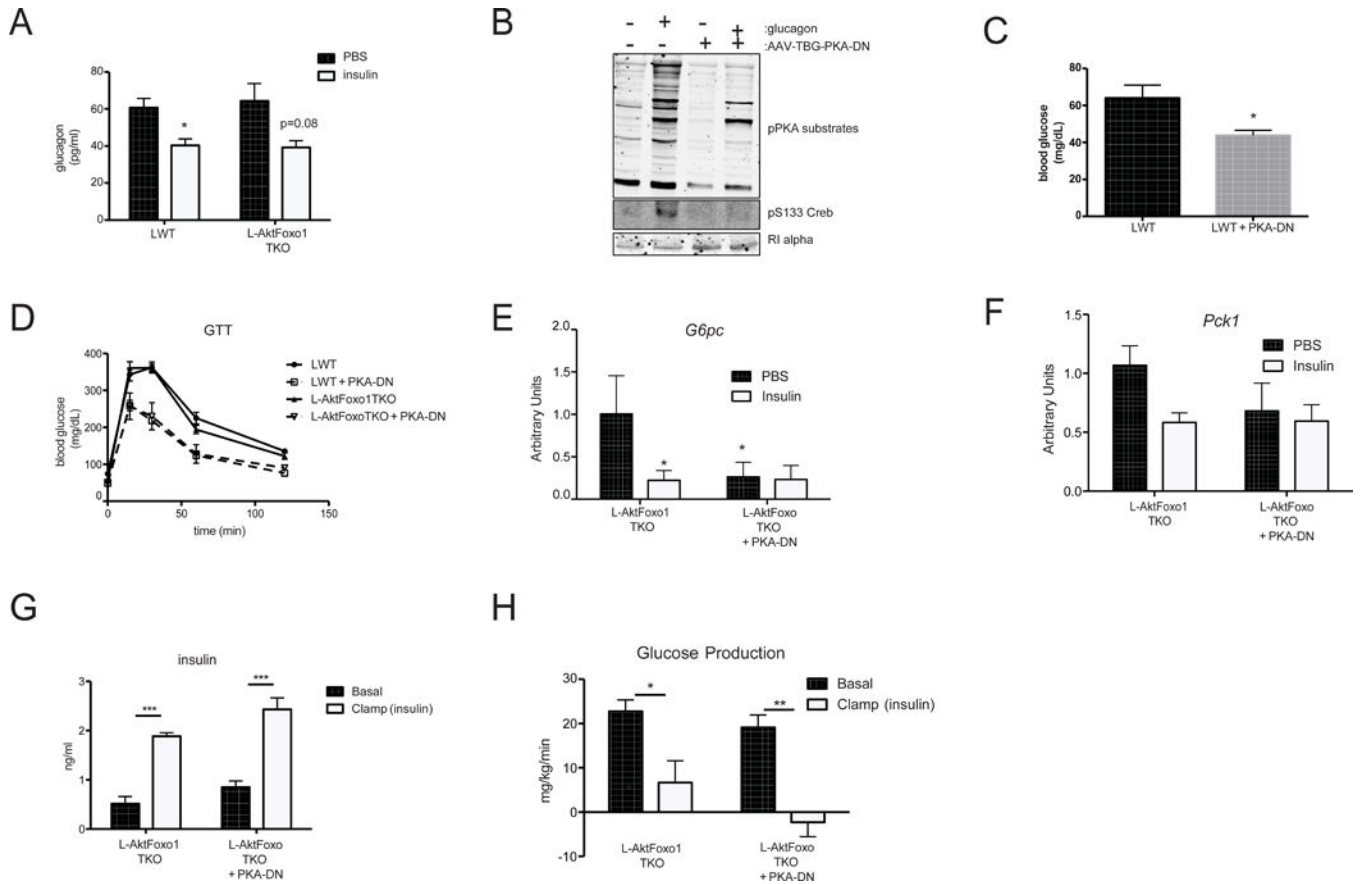 A
PBS
insulin
80
60
40
20
0
glucagon
(pg/ml)
*
p=0.08
LWT
L-AktFoxo1
TKO
B
- + - + :glucagon
- - + + :AAV-TBG-PKA-DN
pPKA substrates
pS133 Creb
RI alpha
C
80
60
40
20
0
blood glucose
(mg/dL)
*
LWT
LWT + PKA-DN
D
GTT
400
300
200
100
0
blood glucose
(mg/dL)
0 50 100 150
time (min)
LWT
LWT + PKA-DN
L-AktFoxo1TKO
L-AktFoxoTKO + PKA-DN
E
G6pc
2.0
1.5
1.0
0.5
0.0
Arbitrary Units
PBS
Insulin
*
*
L-AktFoxo1
TKO
L-AktFoxo
TKO
+ PKA-DN
F
Pck1
1.5
1.0
0.5
0.0
Arbitrary Units
PBS
Insulin
L-AktFoxo1
TKO
L-AktFoxo
TKO
+ PKA-DN
G
insulin
3
2
1
0
ng/ml
***
***
Basal
Clamp (insulin)
L-AktFoxo1
TKO
L-AktFoxo
TKO
+ PKA-DN
H
Glucose Production
30
20
10
0
-10
mg/kg/min
*
**
Basal
Clamp (insulin)
L-AktFoxo1
TKO
L-AktFoxo
TKO
+ PKA-DN